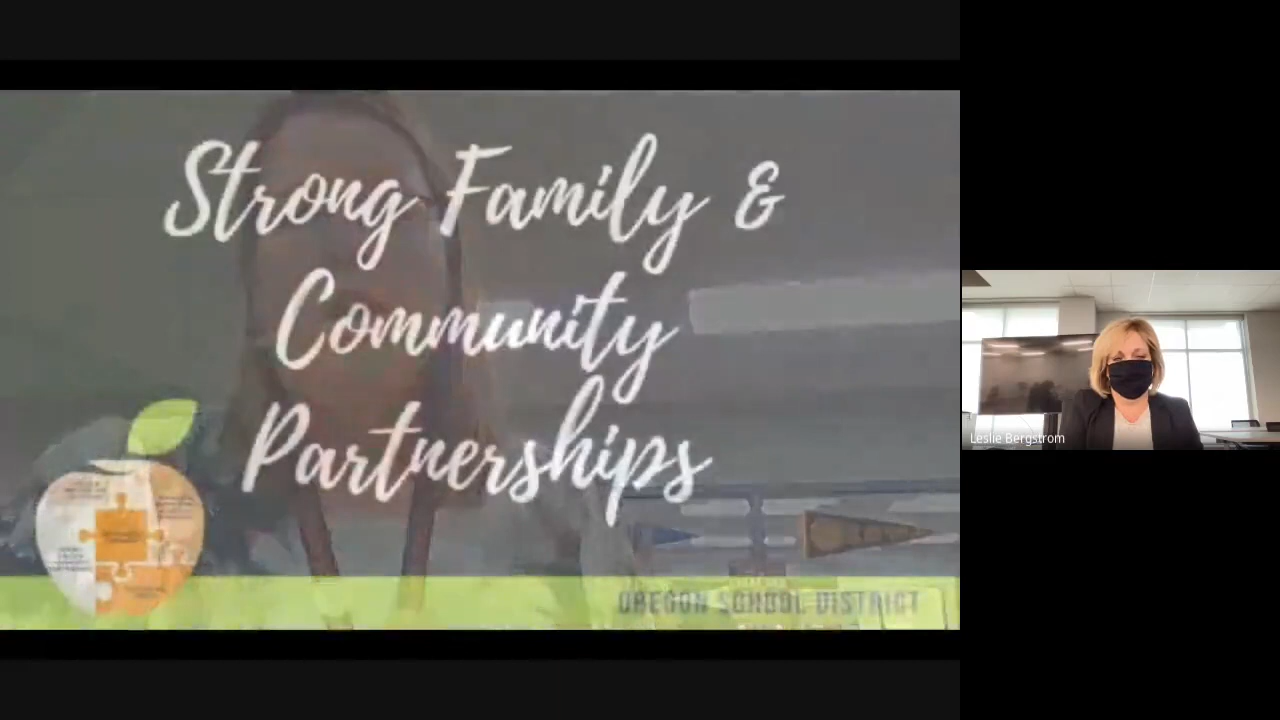 Strong Family &
Community
Partnerships
OREGON SCHOOL DISTRICT
Leslie Bergstrom